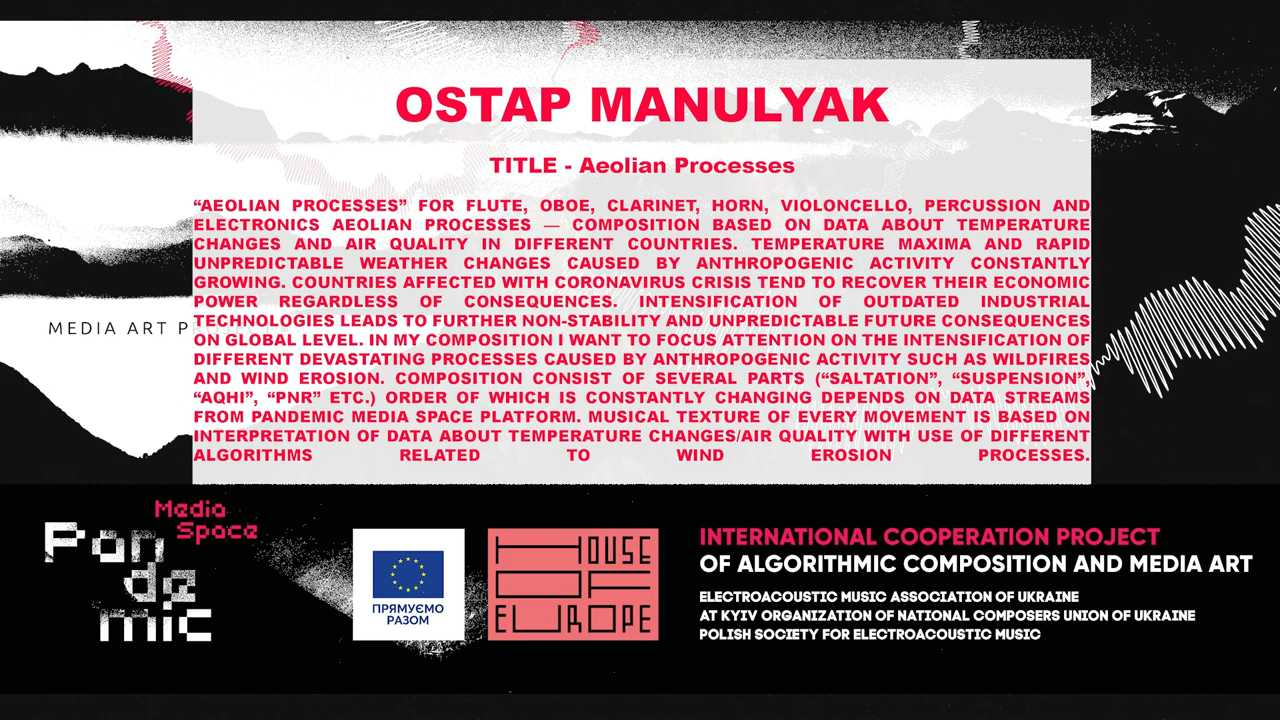 OSTAP MANULYAK
TITLE - Aeolian Processes
“AEOLIAN PROCESSES” FOR FLUTE, OBOE, CLARINET, HORN, VIOLONCELLO, PERCUSSION AND
ELECTRONICS AEOLIAN PROCESSES — COMPOSITION BASED ON DATA ABOUT TEMPERATURE
CHANGES AND AIR QUALITY IN DIFFERENT COUNTRIES. TEMPERATURE MAXIMA AND RAPID
UNPREDICTABLE WEATHER CHANGES CAUSED BY ANTHROPOGENIC ACTIVITY CONSTANTLY
GROWING. COUNTRIES AFFECTED WITH CORONAVIRUS CRISIS TEND TO RECOVER THEIR ECONOMIC
POWER REGARDLESS OF CONSEQUENCES. INTENSIFICATION OF OUTDATED INDUSTRIAL
TECHNOLOGIES LEADS TO FURTHER NON-STABILITY AND UNPREDICTABLE FUTURE CONSEQUENCES
ON GLOBAL LEVEL. IN MY COMPOSITION I WANT TO FOCUS ATTENTION ON THE INTENSIFICATION OF
DIFFERENT DEVASTATING PROCESSES CAUSED BY ANTHROPOGENIC ACTIVITY SUCH AS WILDFIRES
AND WIND EROSION. COMPOSITION CONSIST OF SEVERAL PARTS (“SALTATION”, “SUSPENSION”,
“AQHI”, “PNR” ETC.) ORDER OF WHICH IS CONSTANTLY CHANGING DEPENDS ON DATA STREAMS
FROM PANDEMIC MEDIA SPACE PLATFORM. MUSICAL TEXTURE OF EVERY MOVEMENT IS BASED ON
INTERPRETATION OF DATA ABOUT TEMPERATURE CHANGES/AIR QUALITY WITH USE OF DIFFERENT
ALGORITHMS RELATED TO WIND EROSION PROCESSES.
MEDIA ART
Media
Space
Pan
de
mic
ПРЯМУЄМО
РАЗОМ
HOUSE
OF
EUROPE
INTERNATIONAL COOPERATION PROJECT
OF ALGORITHMIC COMPOSITION AND MEDIA ART
ELECTROACOUSTIC MUSIC ASSOCIATION OF UKRAINE
AT KYIV ORGANIZATION OF NATIONAL COMPOSERS UNION OF UKRAINE
POLISH SOCIETY FOR ELECTROACOUSTIC MUSIC